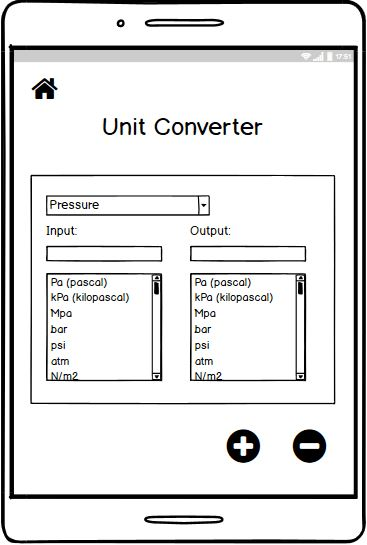 17:51
Unit Converter
Pressure
Input: Output:
Pa (pascal) Pa (pascal)
kPa (kilopascal) kPa (kilopascal)
Mpa Mpa
bar bar
psi psi
atm atm
N/m2 N/m2